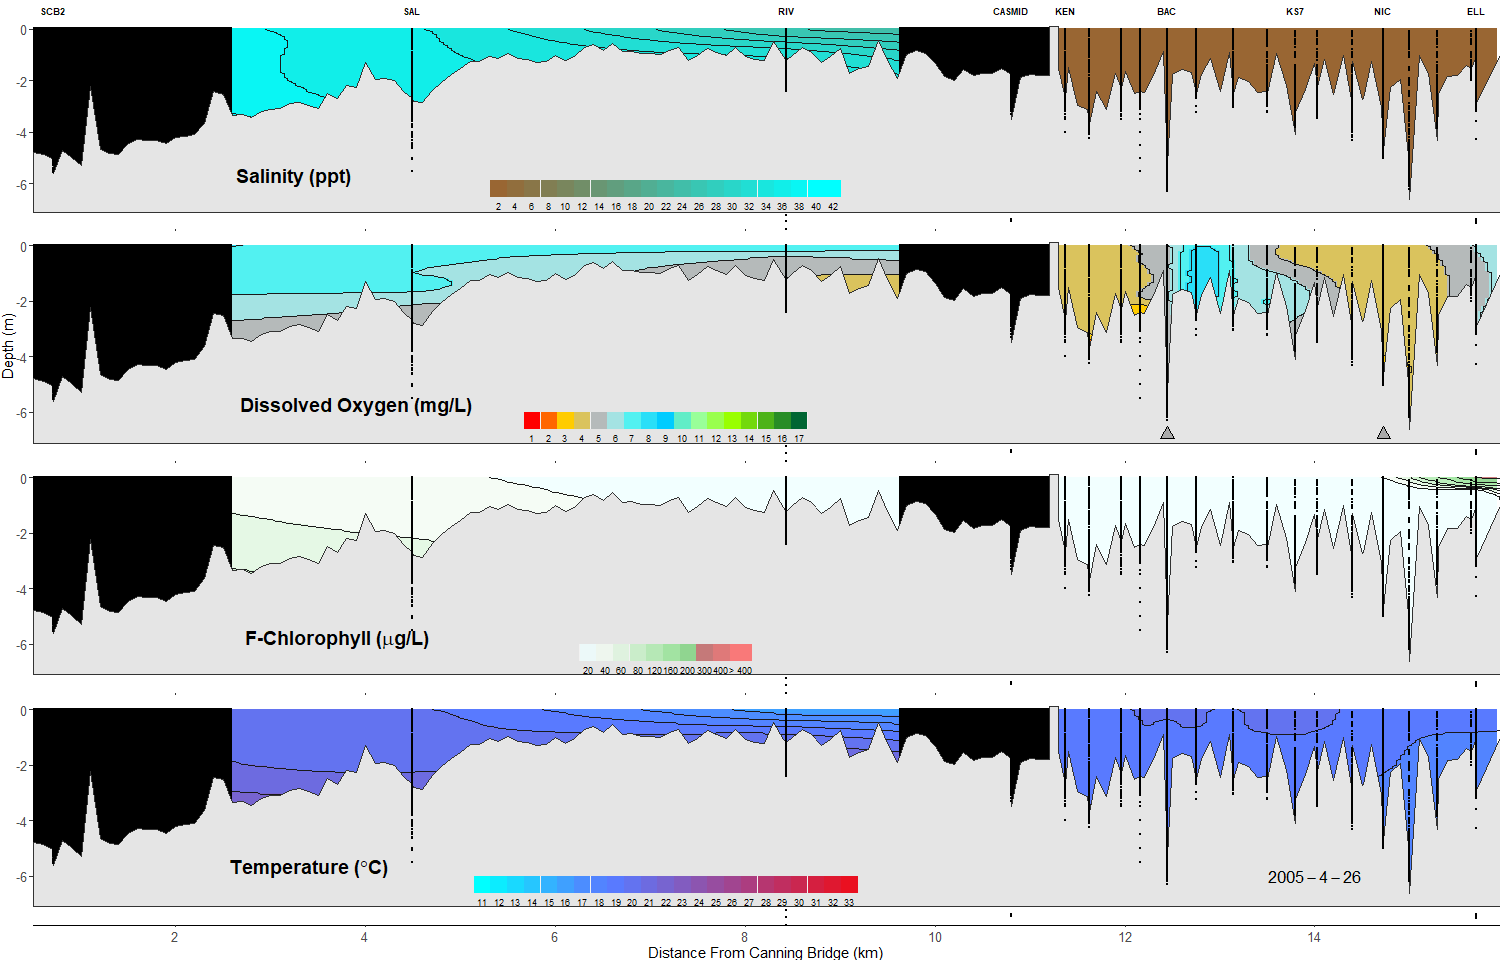 SCB2 SAL RIV CASMID KEN BAC KS7 NIC ELL
0
-2
-4
-6
Salinity (ppt)
2 4 6 8 10 12 14 16 18 20 22 24 26 28 30 32 34 36 38 40 42
0
-2
-4
-6
Depth (m)
Dissolved Oxygen (mg/L)
1 2 3 4 5 6 7 8 9 10 11 12 13 14 15 16 17
0
-2
-4
-6
F-Chlorophyll (µg/L)
20 40 60 80 120 160 200 300 400 > 400
0
-2
-4
-6
Temperature (°C)
2005 – 4 – 26
11 12 13 14 15 16 17 18 19 20 21 22 23 24 25 26 27 28 29 30 31 32 33
2 4 6 8 10 12 14
Distance From Canning Bridge (km)